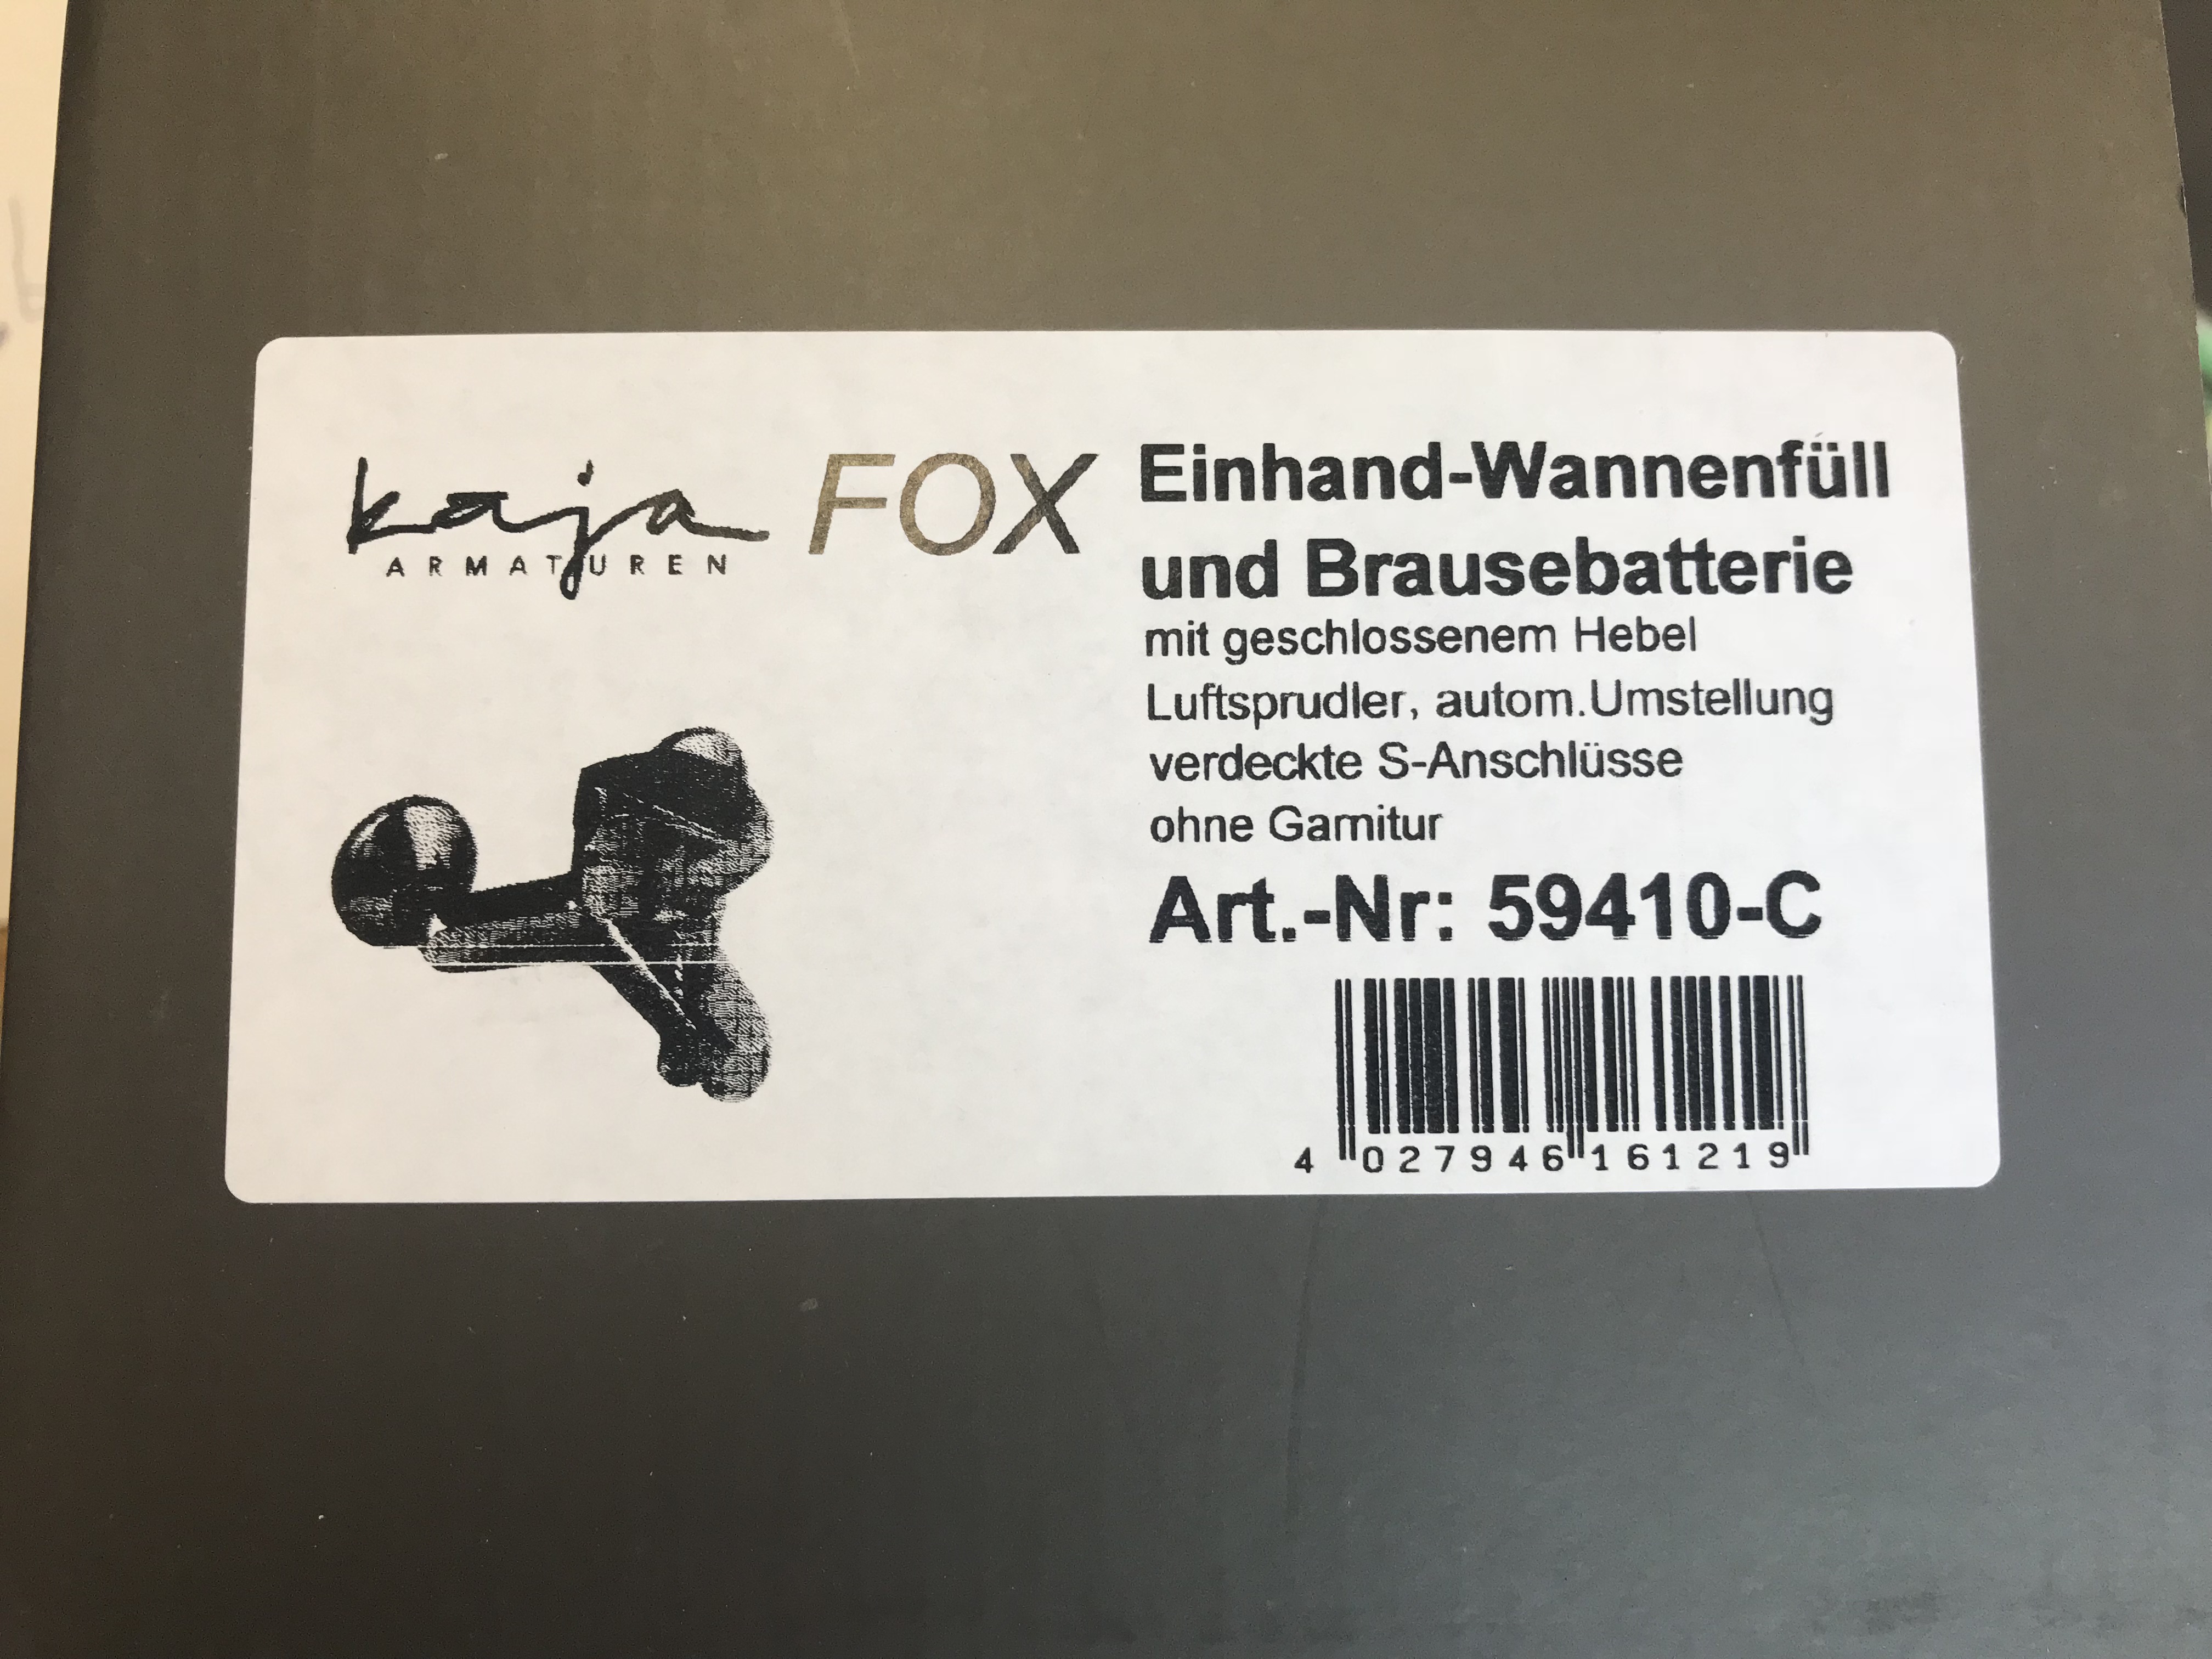 kaja FOX
ARMATUREN
Einhand-Wannenfüll
und Brausebatterie
mit geschlossenem Hebel
Luftsprudler, autom.Umstellung
verdeckte S-Anschlüsse
ohne Garnitur
Art.-Nr: 59410-C
4 027946 161219